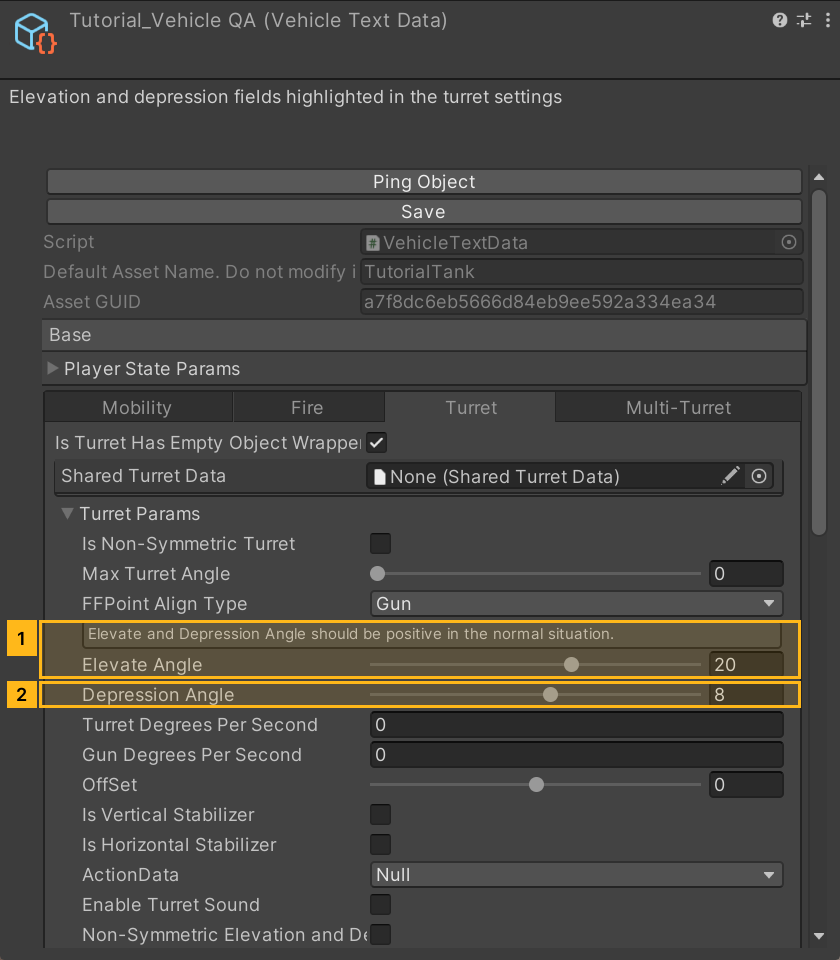 Tutorial_Vehicle QA (Vehicle Text Data)
Elevation and depression fields highlighted in the turret settings
Ping Object
Save
Script VehicleTextData
Default Asset Name. Do not modify i TutorialTank
Asset GUID a7f8dc6eb5666d84eb9ee592a334ea34
Base
Player State Params
Mobility Fire Turret Multi-Turret
Is Turret Has Empty Object Wrapper
Shared Turret Data None (Shared Turret Data)
Turret Params
Is Non-Symmetric Turret
Max Turret Angle 0
FFPoint Align Type Gun
1 Elevate and Depression Angle should be positive in the normal situation.
Elevate Angle 20
2 Depression Angle 8
Turret Degrees Per Second 0
Gun Degrees Per Second 0
OffSet 0
Is Vertical Stabilizer
Is Horizontal Stabilizer
ActionData Null
Enable Turret Sound
Non-Symmetric Elevation and De